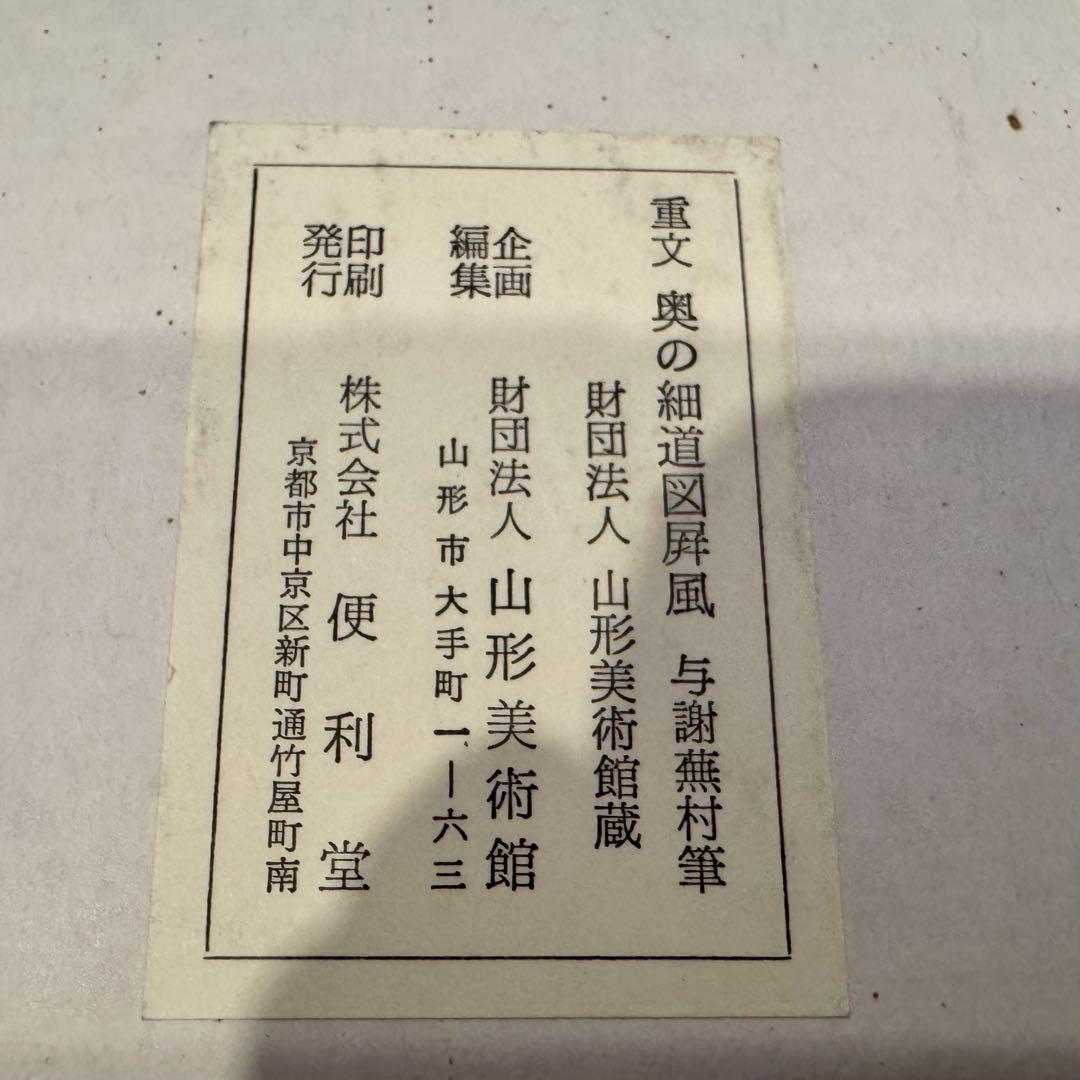 重文 奥の細道図屛風 与謝蕪村筆
財団法人 山形美術館蔵
企画
編集
財団法人 山形美術館
山形市大手町一—六三
印刷
発行
株式会社 便利堂
京都市中京区新町通竹屋町南